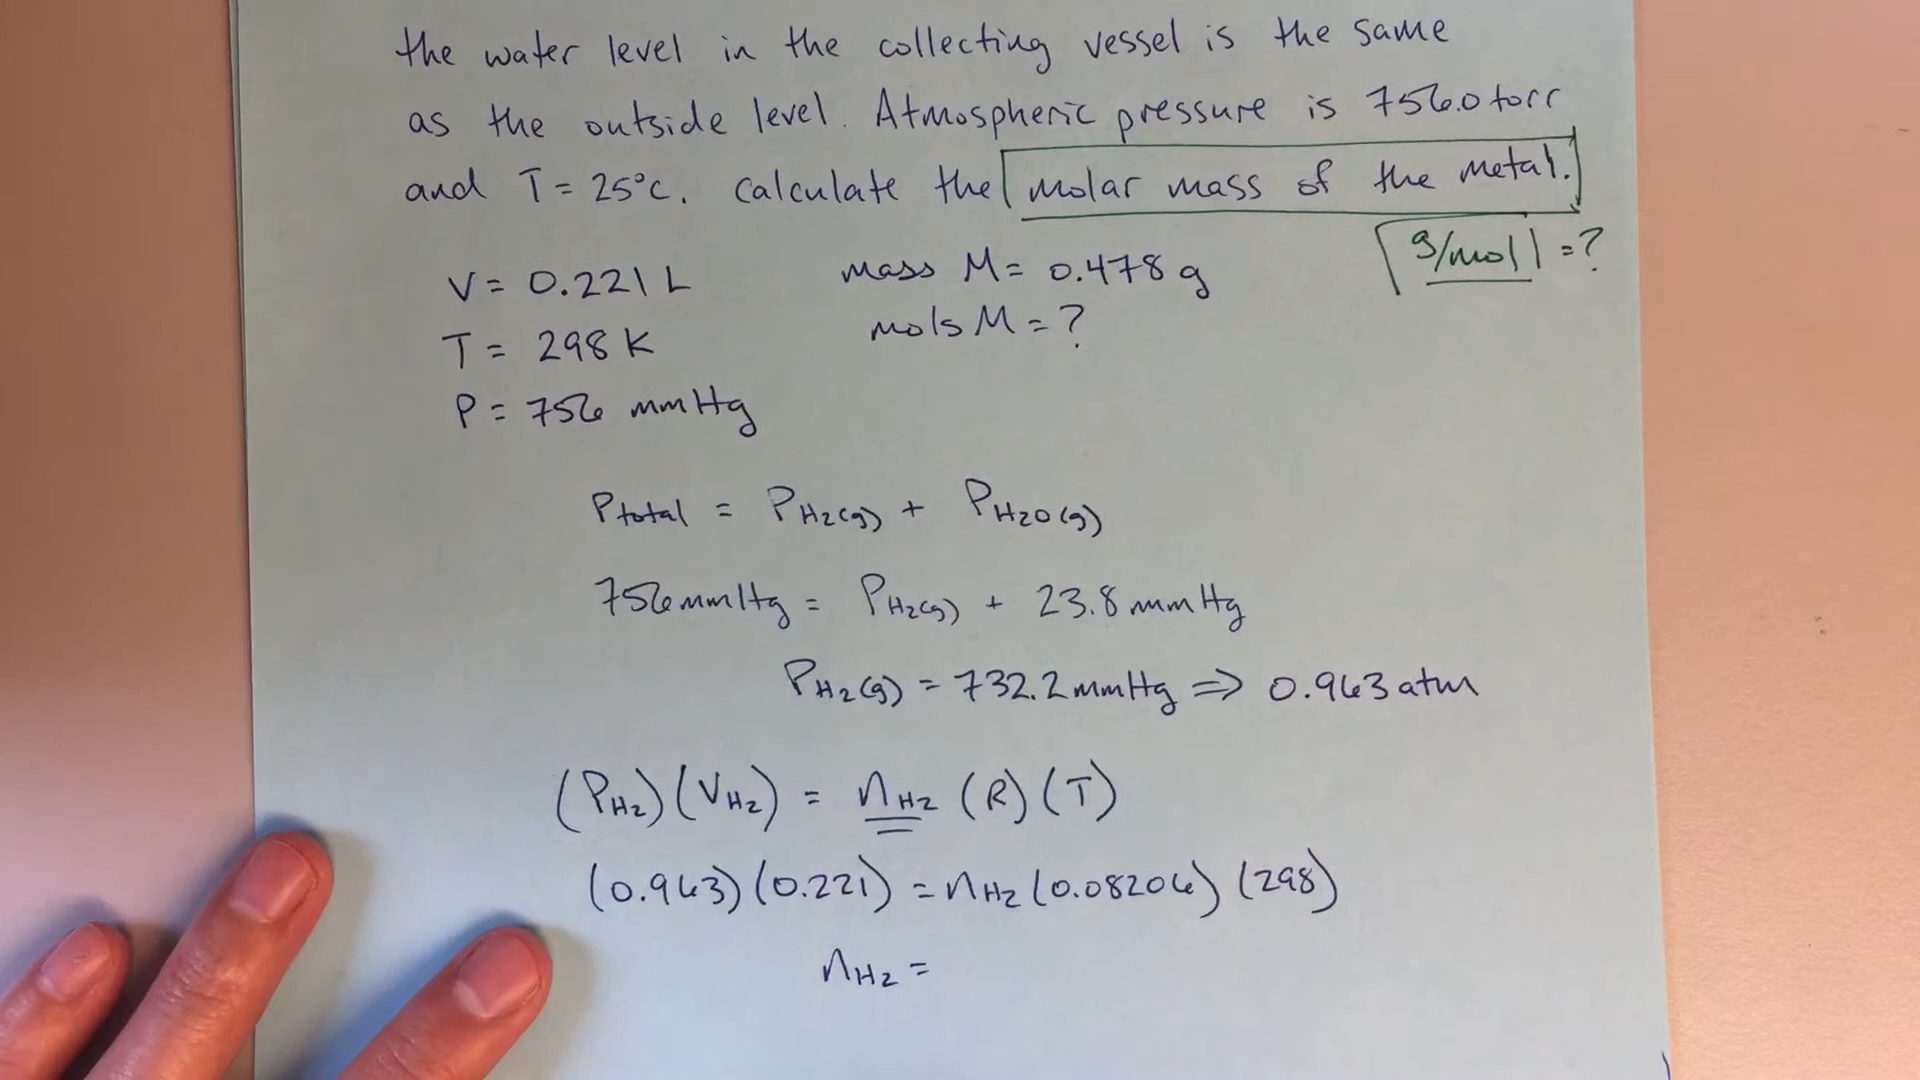 the water level in the collecting vessel is the same
as the outside level. Atmospheric pressure is 756.0 torr
and T = 25°C. Calculate the molar mass of the metal.
g/mol = ?
V = 0.221 L
mass M = 0.478 g
T = 298 K
mols M = ?
P = 756 mmHg
Ptotal = PH2(g) + PH2O(g)
756 mmHg = PH2(g) + 23.8 mmHg
PH2(g) = 732.2 mmHg ⇒ 0.963 atm
(PH2)(VH2) = nH2 (R)(T)
(0.963)(0.221) = nH2 (0.08206)(298)
nH2 =